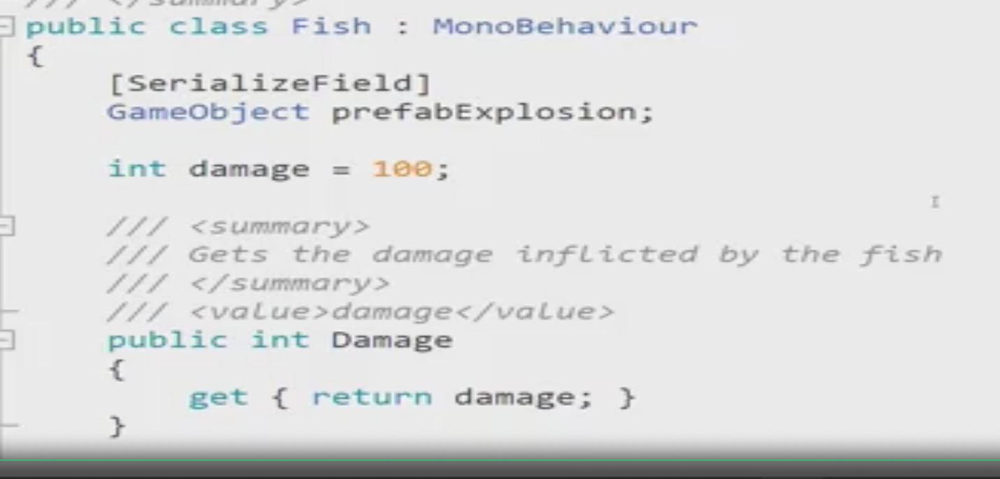 /// </summary>
public class Fish : MonoBehaviour
{
[SerializeField]
GameObject prefabExplosion;
int damage = 100;
/// <summary>
/// Gets the damage inflicted by the fish
/// </summary>
/// <value>damage</value>
public int Damage
{
get { return damage; }
}